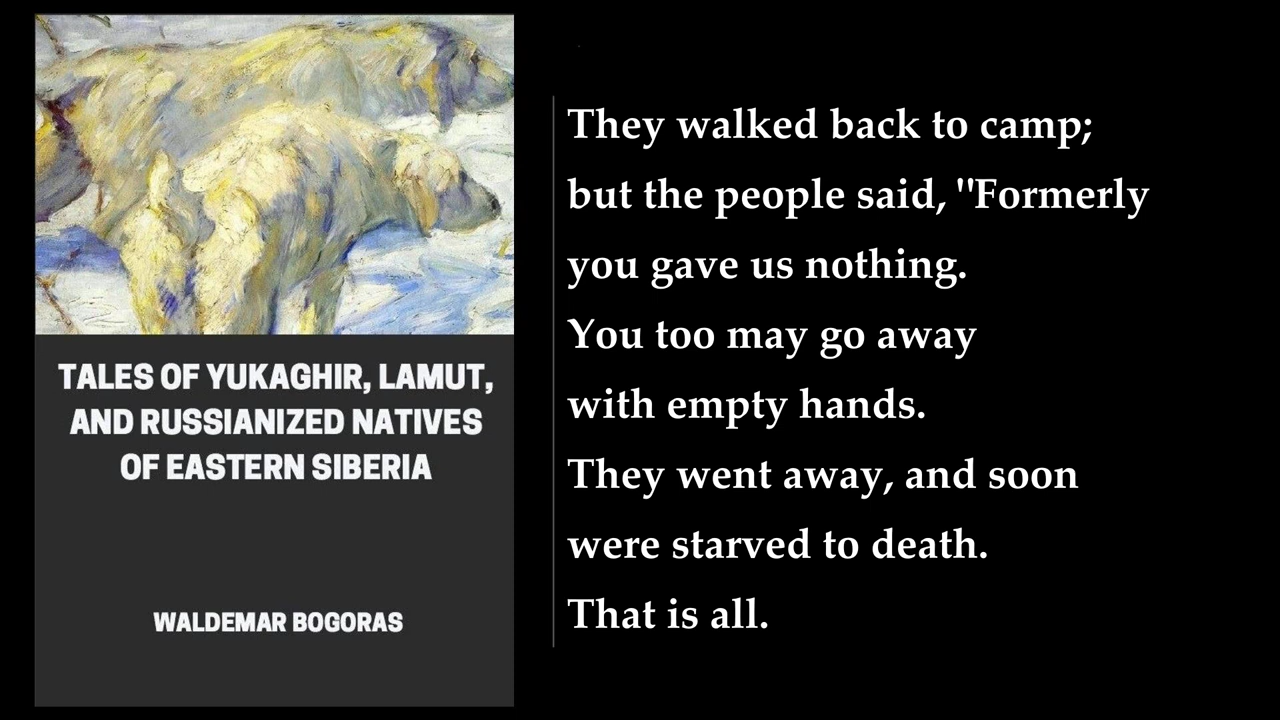 TALES OF YUKAGHIR, LAMUT,
AND RUSSIANIZED NATIVES
OF EASTERN SIBERIA
WALDEMAR BOGORAS
They walked back to camp;
but the people said, "Formerly
you gave us nothing.
You too may go away
with empty hands.
They went away, and soon
were starved to death.
That is all.